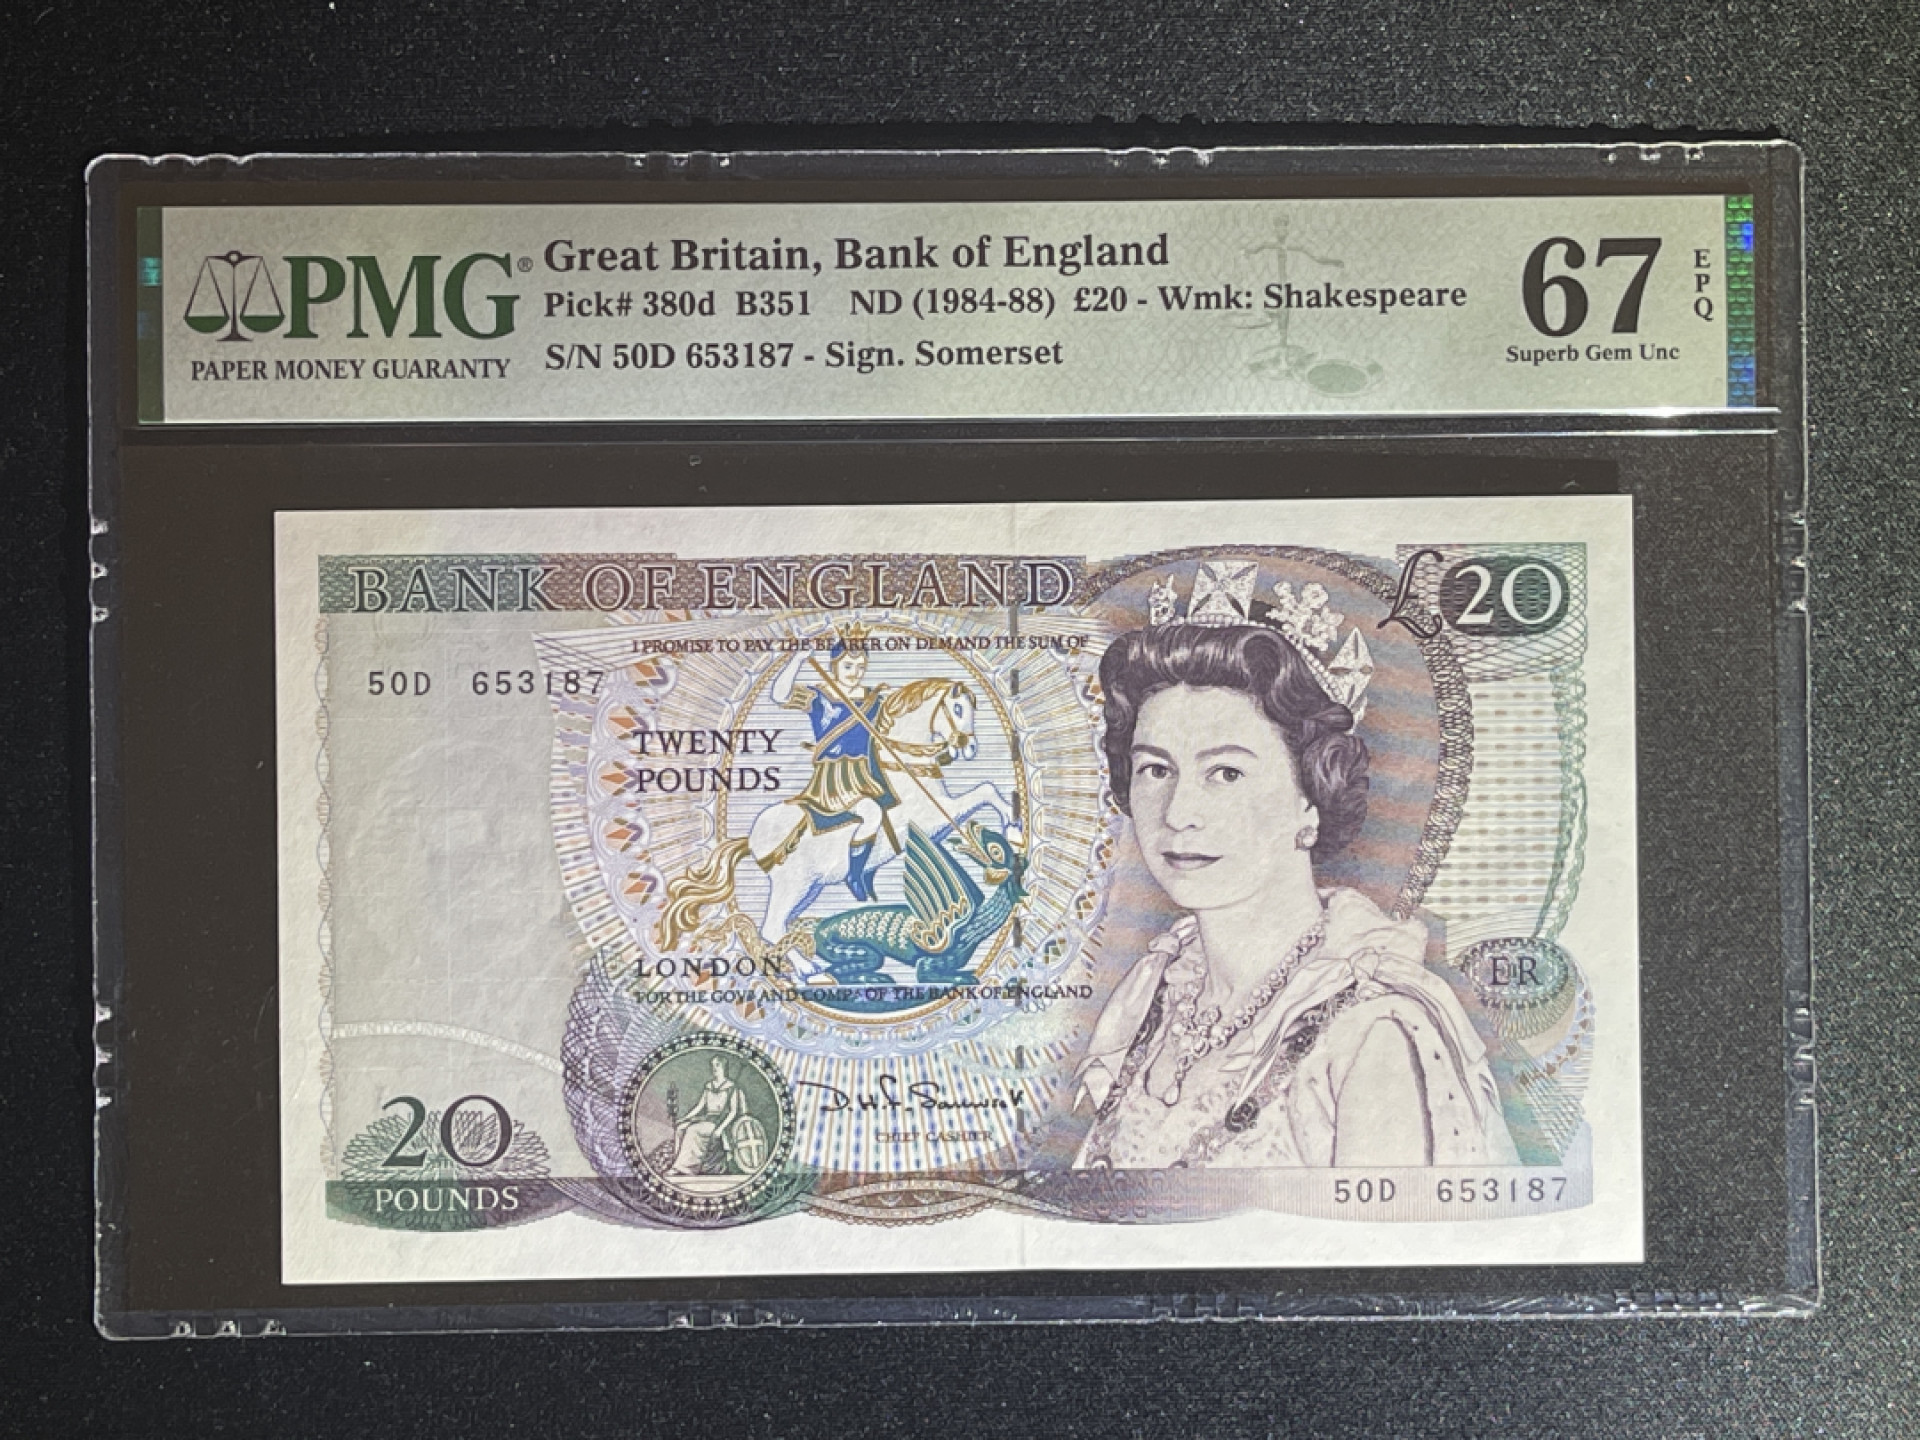 PMG®
PAPER MONEY GUARANTY
Great Britain, Bank of England
Pick# 380d B351 ND (1984-88) £20 - Wmk: Shakespeare
S/N 50D 653187 - Sign. Somerset
67
EPQ
Superb Gem Unc
BANK OF ENGLAND
£20
I PROMISE TO PAY THE BEARER ON DEMAND THE SUM OF
50D 653187
TWENTY
POUNDS
LONDON
FOR THE GOVR AND COMPA OF THE BANK OF ENGLAND
ER
D.H.F. Somerset
CHIEF CASHIER
20
POUNDS
50D 653187